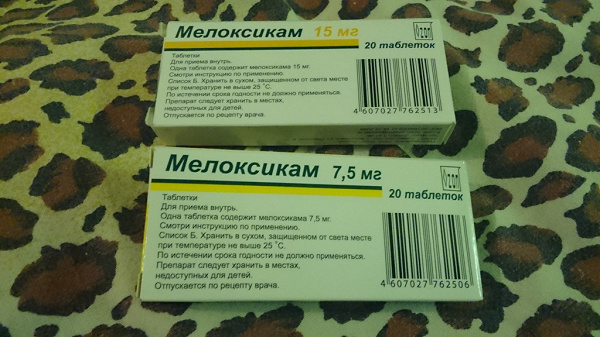 Мелоксикам 15 мг
20 таблеток
Таблетки
Для приема внутрь.
Одна таблетка содержит мелоксикама 15 мг.
Смотри инструкцию по применению.
Список Б. Хранить в сухом, защищенном от света месте
при температуре не выше 25 °С.
По истечении срока годности не должно применяться.
Препарат следует хранить в местах,
недоступных для детей.
Отпускается по рецепту врача.
ozon
4 607027 762513
Мелоксикам 7,5 мг
20 таблеток
Таблетки
Для приема внутрь.
Одна таблетка содержит мелоксикама 7,5 мг.
Смотри инструкцию по применению.
Список Б. Хранить в сухом, защищенном от света месте
при температуре не выше 25 °С.
По истечении срока годности не должно применяться.
Препарат следует хранить в местах,
недоступных для детей.
Отпускается по рецепту врача.
ozon
4 607027 762506